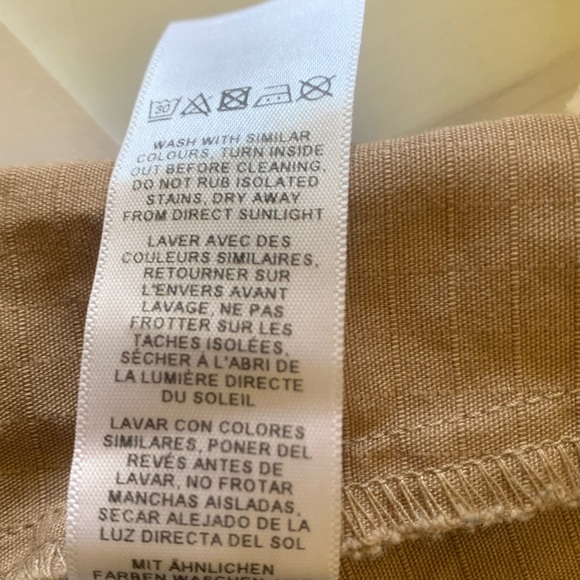 30
WASH WITH SIMILAR
COLOURS, TURN INSIDE
OUT BEFORE CLEANING,
DO NOT RUB ISOLATED
STAINS, DRY AWAY
FROM DIRECT SUNLIGHT
LAVER AVEC DES
COULEURS SIMILAIRES,
RETOURNER SUR
L'ENVERS AVANT
LAVAGE, NE PAS
FROTTER SUR LES
TACHES ISOLÉES,
SÉCHER À L'ABRI DE
LA LUMIÈRE DIRECTE
DU SOLEIL
LAVAR CON COLORES
SIMILARES, PONER DEL
REVÉS ANTES DE
LAVAR, NO FROTAR
MANCHAS AISLADAS,
SECAR ALEJADO DE LA
LUZ DIRECTA DEL SOL
MIT ÄHNLICHEN
FARBEN WASCHEN